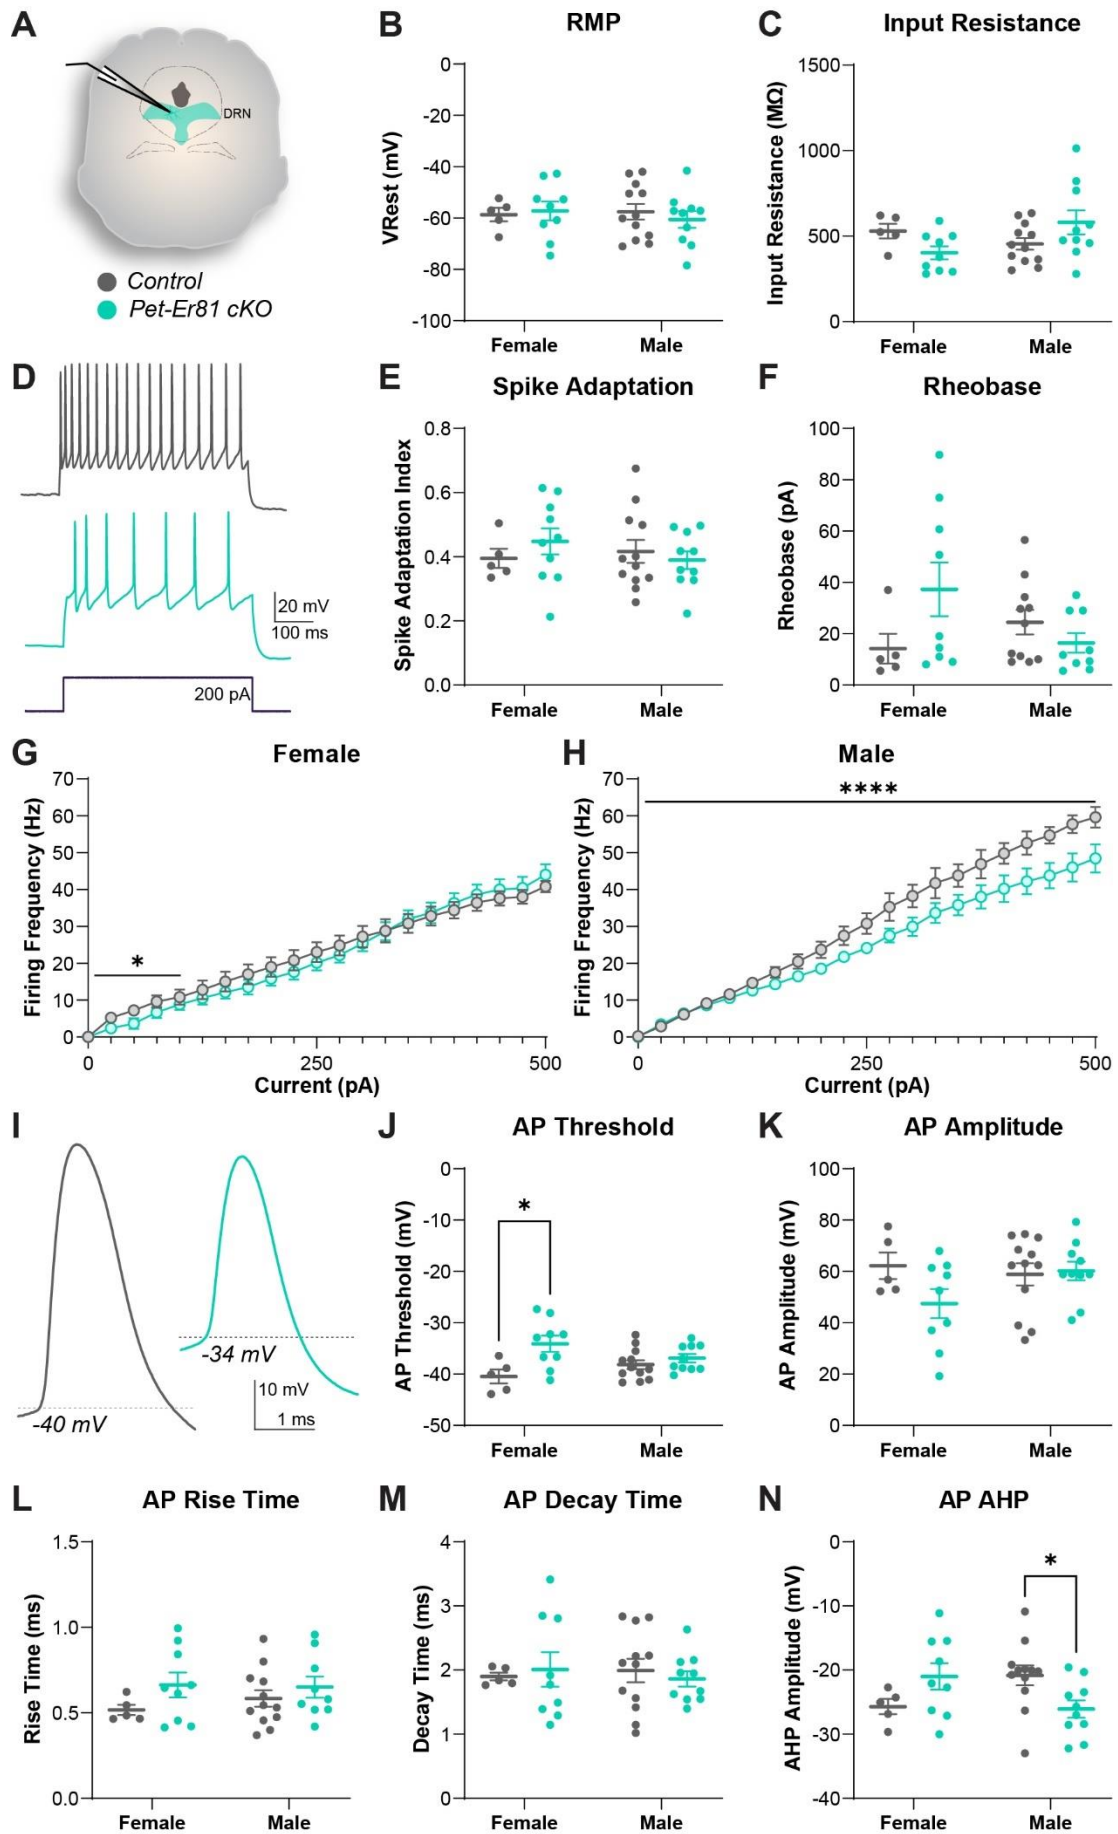 A
DRN
Control
Pet-Er81 cKO
B
RMP
VRest (mV)
0
-20
-40
-60
-80
-100
Female
Male
C
Input Resistance
Input Resistance (MΩ)
1500
1000
500
0
Female
Male
D
20 mV
100 ms
200 pA
E
Spike Adaptation
Spike Adaptation Index
0.8
0.6
0.4
0.2
0.0
Female
Male
F
Rheobase
Rheobase (pA)
100
80
60
40
20
0
Female
Male
G
Female
Firing Frequency (Hz)
70
60
50
40
30
20
10
0
*
0
250
500
Current (pA)
H
Male
Firing Frequency (Hz)
70
60
50
40
30
20
10
0
****
0
250
500
Current (pA)
I
-40 mV
-34 mV
10 mV
1 ms
J
AP Threshold
AP Threshold (mV)
0
-10
-20
-30
-40
-50
*
Female
Male
K
AP Amplitude
AP Amplitude (mV)
100
80
60
40
20
0
Female
Male
L
AP Rise Time
Rise Time (ms)
1.5
1.0
0.5
0.0
Female
Male
M
AP Decay Time
Decay Time (ms)
4
3
2
1
0
Female
Male
N
AP AHP
AHP Amplitude (mV)
0
-10
-20
-30
-40
*
Female
Male